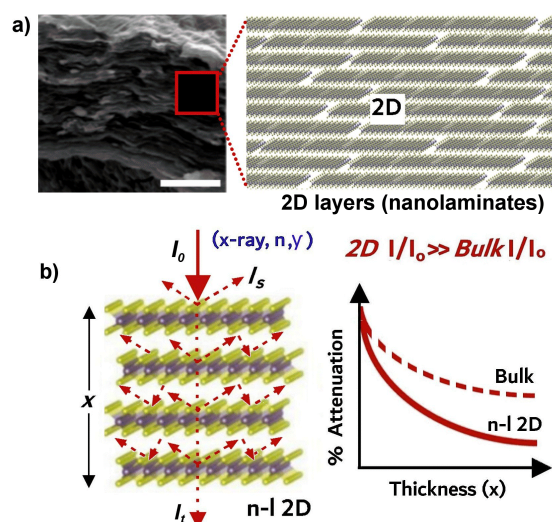 a)
2D
2D layers (nanolaminates)
b)
I₀
(x-ray, n,γ)
Iₛ
x
Iₜ
n-l 2D
2D I/Iₒ>> Bulk I/Iₒ
% Attenuation
Bulk
n-l 2D
Thickness (x)